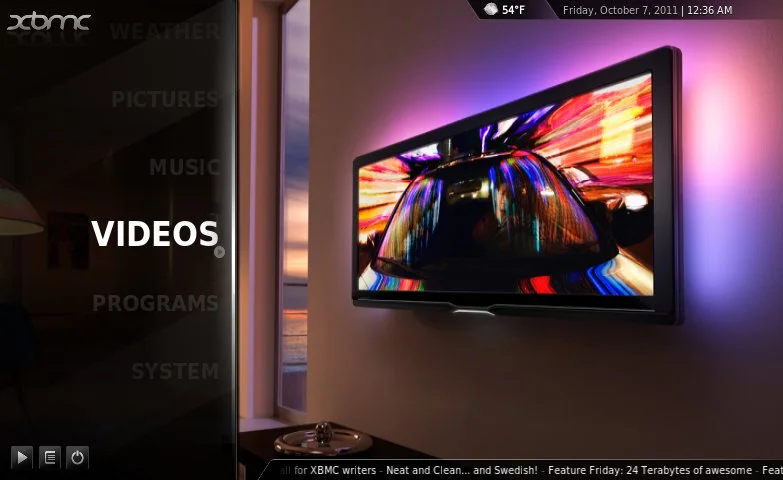 xbmc
54°F
Friday, October 7, 2011 | 12:36 AM
WEATHER
PICTURES
MUSIC
VIDEOS
PROGRAMS
SYSTEM
all for XBMC writers - Neat and Clean... and Swedish! - Feature Friday: 24 Terabytes of awesome - Feat